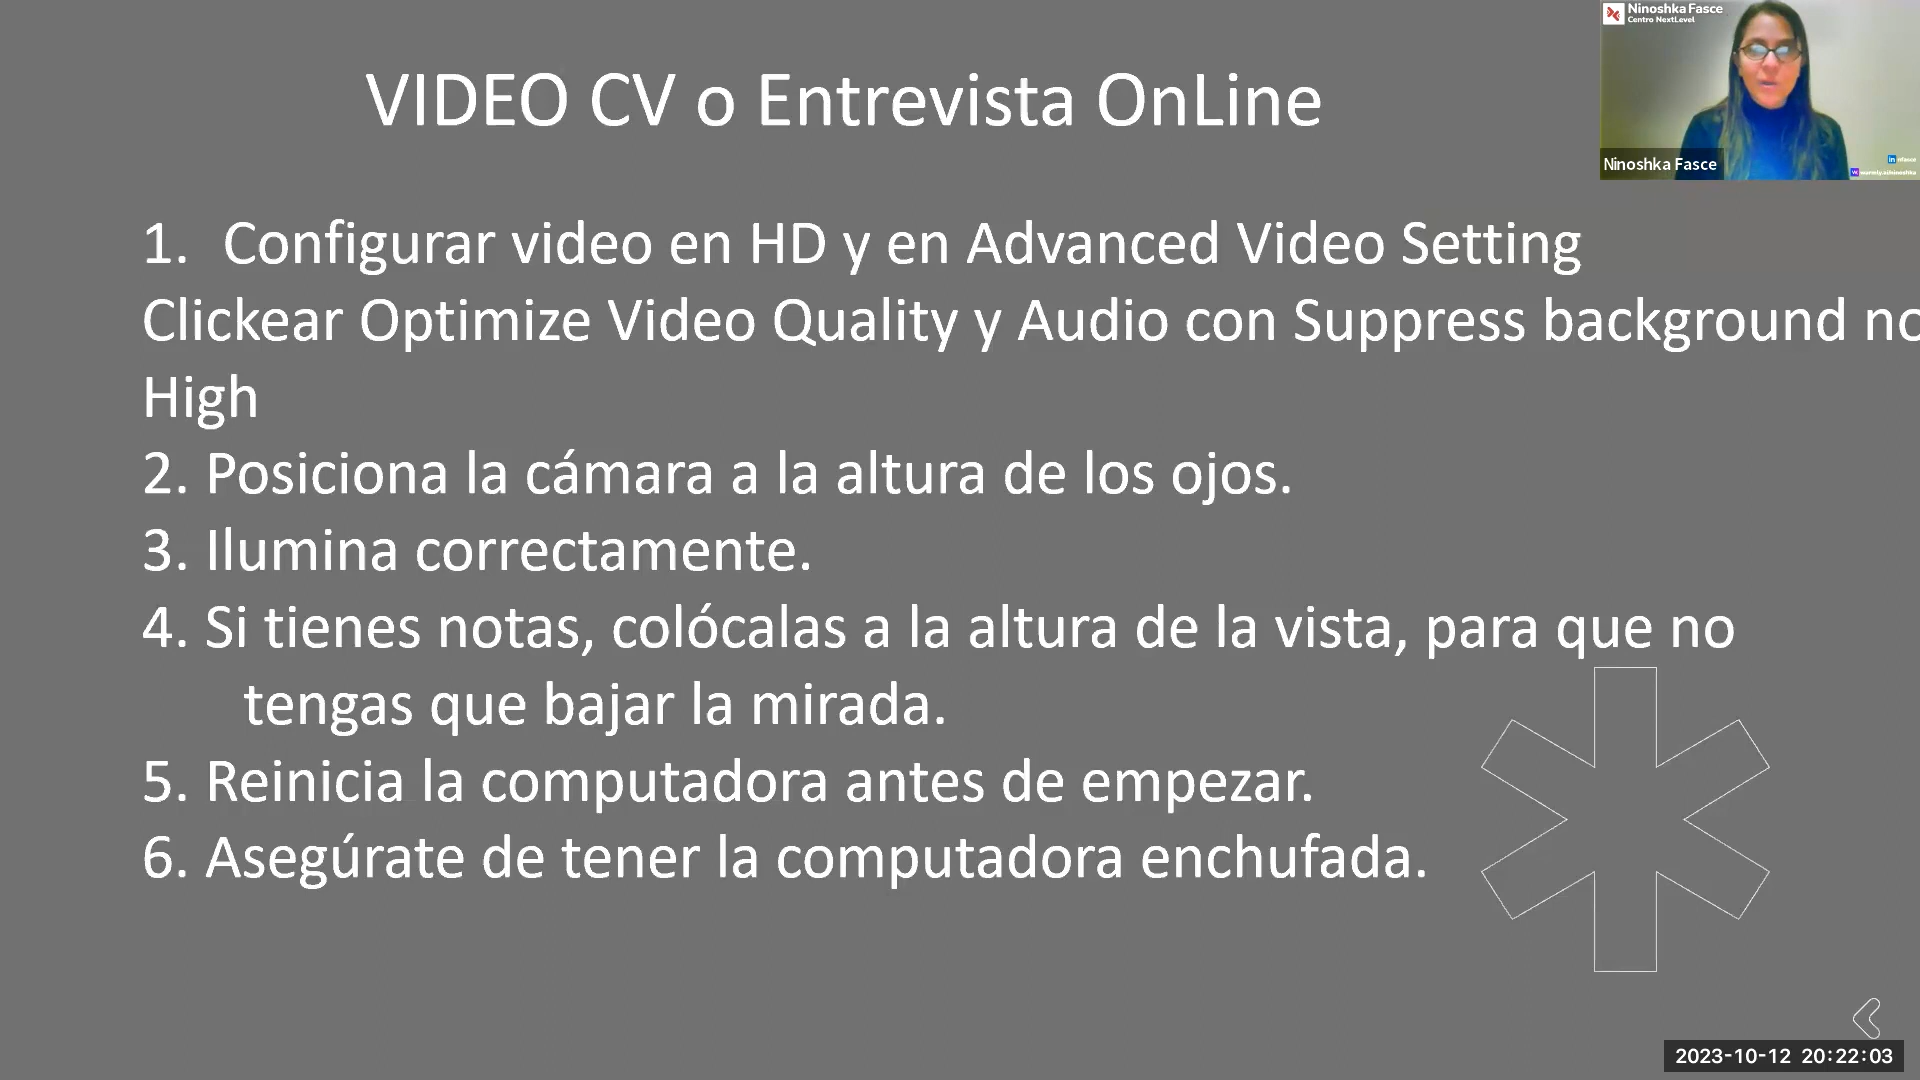 Ninoshka Fasce
Centro NextLevel
VIDEO CV o Entrevista OnLine
Ninoshka Fasce
1. Configurar video en HD y en Advanced Video Setting
Clickear Optimize Video Quality y Audio con Suppress background no
High
2. Posiciona la cámara a la altura de los ojos.
3. Ilumina correctamente.
4. Si tienes notas, colócalas a la altura de la vista, para que no
tengas que bajar la mirada.
5. Reinicia la computadora antes de empezar.
6. Asegúrate de tener la computadora enchufada.
2023-10-12 20:22:03